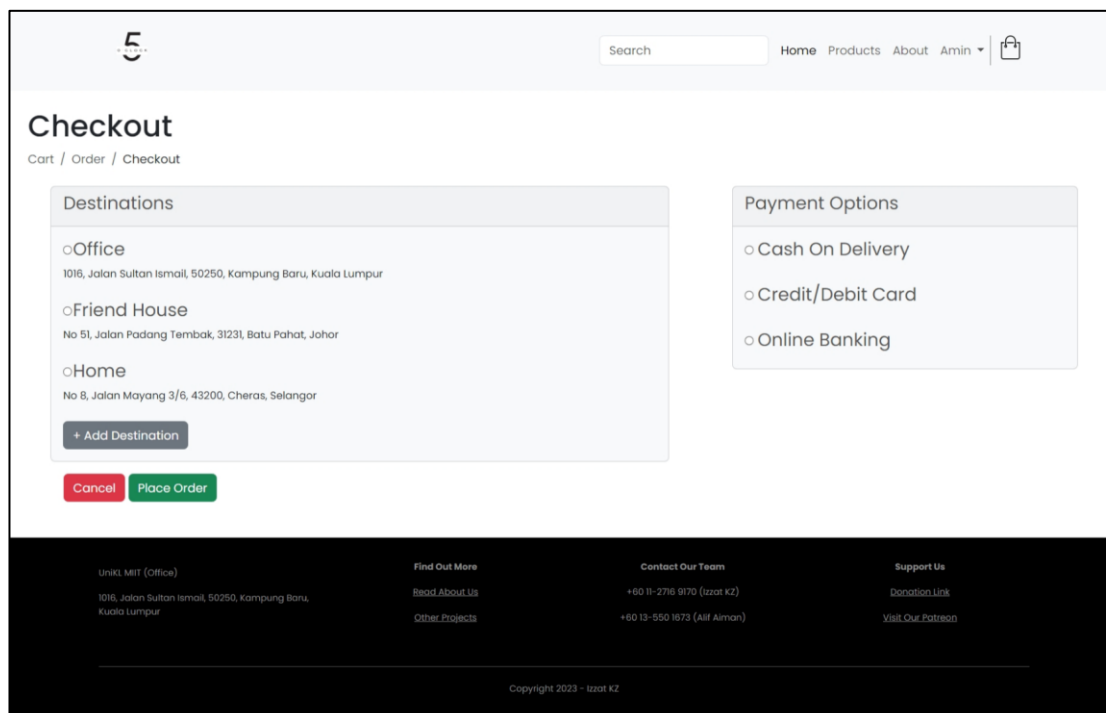 5
Search
Home Products About Amin
Checkout
Cart / Order / Checkout
Destinations
Office
1016, Jalan Sultan Ismail, 50250, Kampung Baru, Kuala Lumpur
Friend House
No 51, Jalan Padang Tembak, 31231, Batu Pahat, Johor
Home
No 8, Jalan Mayang 3/6, 43200, Cheras, Selangor
+ Add Destination
Cancel Place Order
Payment Options
Cash On Delivery
Credit/Debit Card
Online Banking
UniKL MIIT (Office)
1016, Jalan Sultan Ismail, 50250, Kampung Baru,
Kuala Lumpur
Find Out More
Read About Us
Other Projects
Contact Our Team
+60 11-2716 9170 (Izzat KZ)
+60 13-550 1673 (Alif Aiman)
Support Us
Donation Link
Visit Our Patreon
Copyright 2023 - Izzat KZ